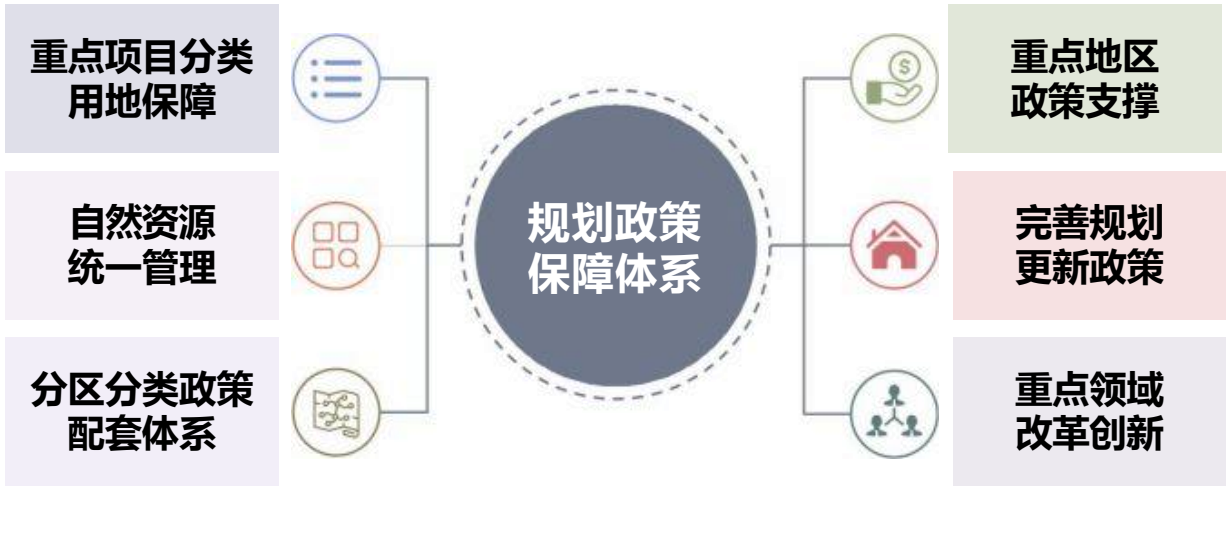 重点项目分类
用地保障
自然资源
统一管理
分区分类政策
配套体系
规划政策
保障体系
重点地区
政策支撑
完善规划
更新政策
重点领域
改革创新